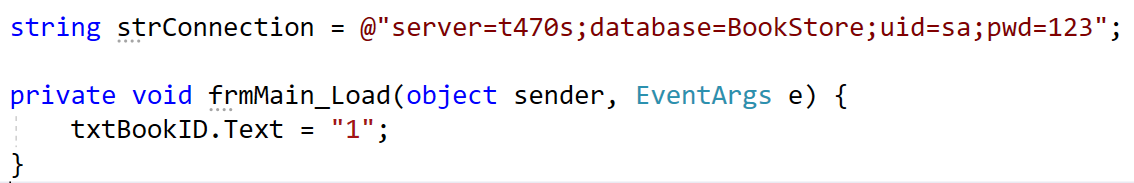 string strConnection = @"server=t470s;database=BookStore;uid=sa;pwd=123";
private void frmMain_Load(object sender, EventArgs e) {
    txtBookID.Text = "1";
}